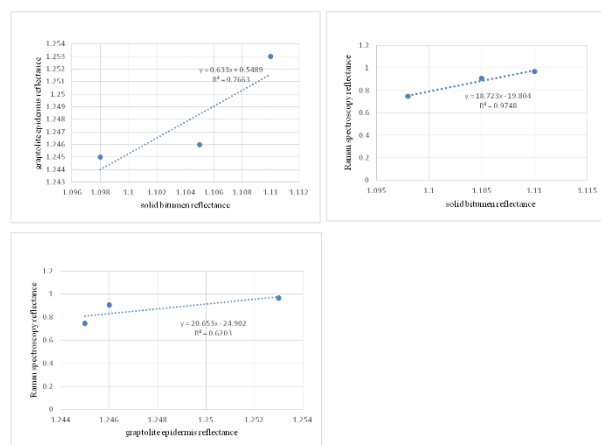 1.254
1.253
1.252
1.251
1.25
1.249
1.248
1.247
1.246
1.245
1.244
1.243
graptolite epidermis reflectance
y = 0.633x + 0.5489
R² = 0.7663
1.096 1.098 1.1 1.102 1.104 1.106 1.108 1.11 1.112
solid bitumen reflectance
1.2
1
0.8
0.6
0.4
0.2
0
Raman spectroscopy reflectance
y = 18.723x - 19.804
R² = 0.9748
1.095 1.1 1.105 1.11 1.115
solid bitumen reflectance
1.2
1
0.8
0.6
0.4
0.2
0
Raman spectroscopy reflectance
y = 20.653x - 24.902
R² = 0.6203
1.244 1.246 1.248 1.25 1.252 1.254
graptolite epidermis reflectance